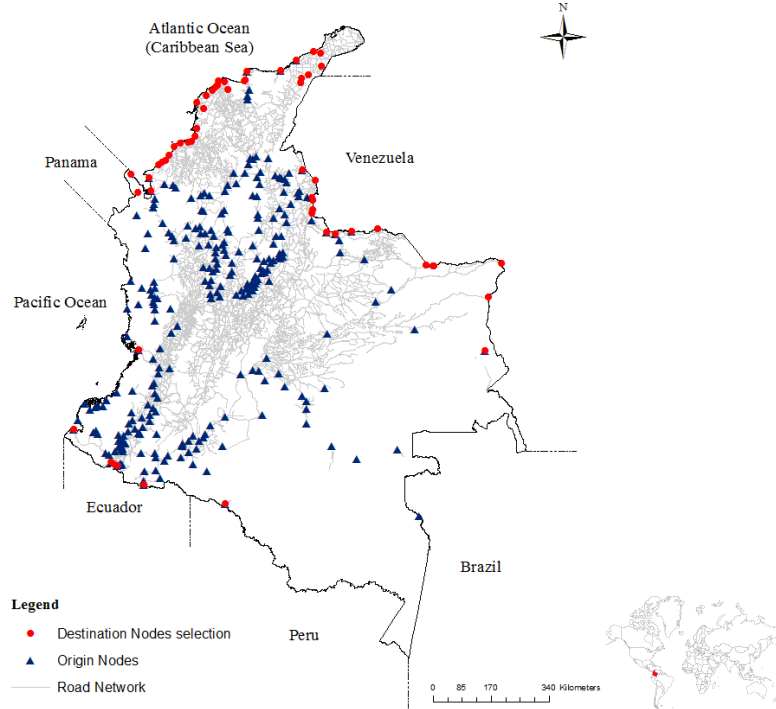 Atlantic Ocean
(Caribbean Sea)
N
Panama
Venezuela
Pacific Ocean
Ecuador
Brazil
Peru
Legend
Destination Nodes selection
Origin Nodes
Road Network
0 85 170 340 Kilometers